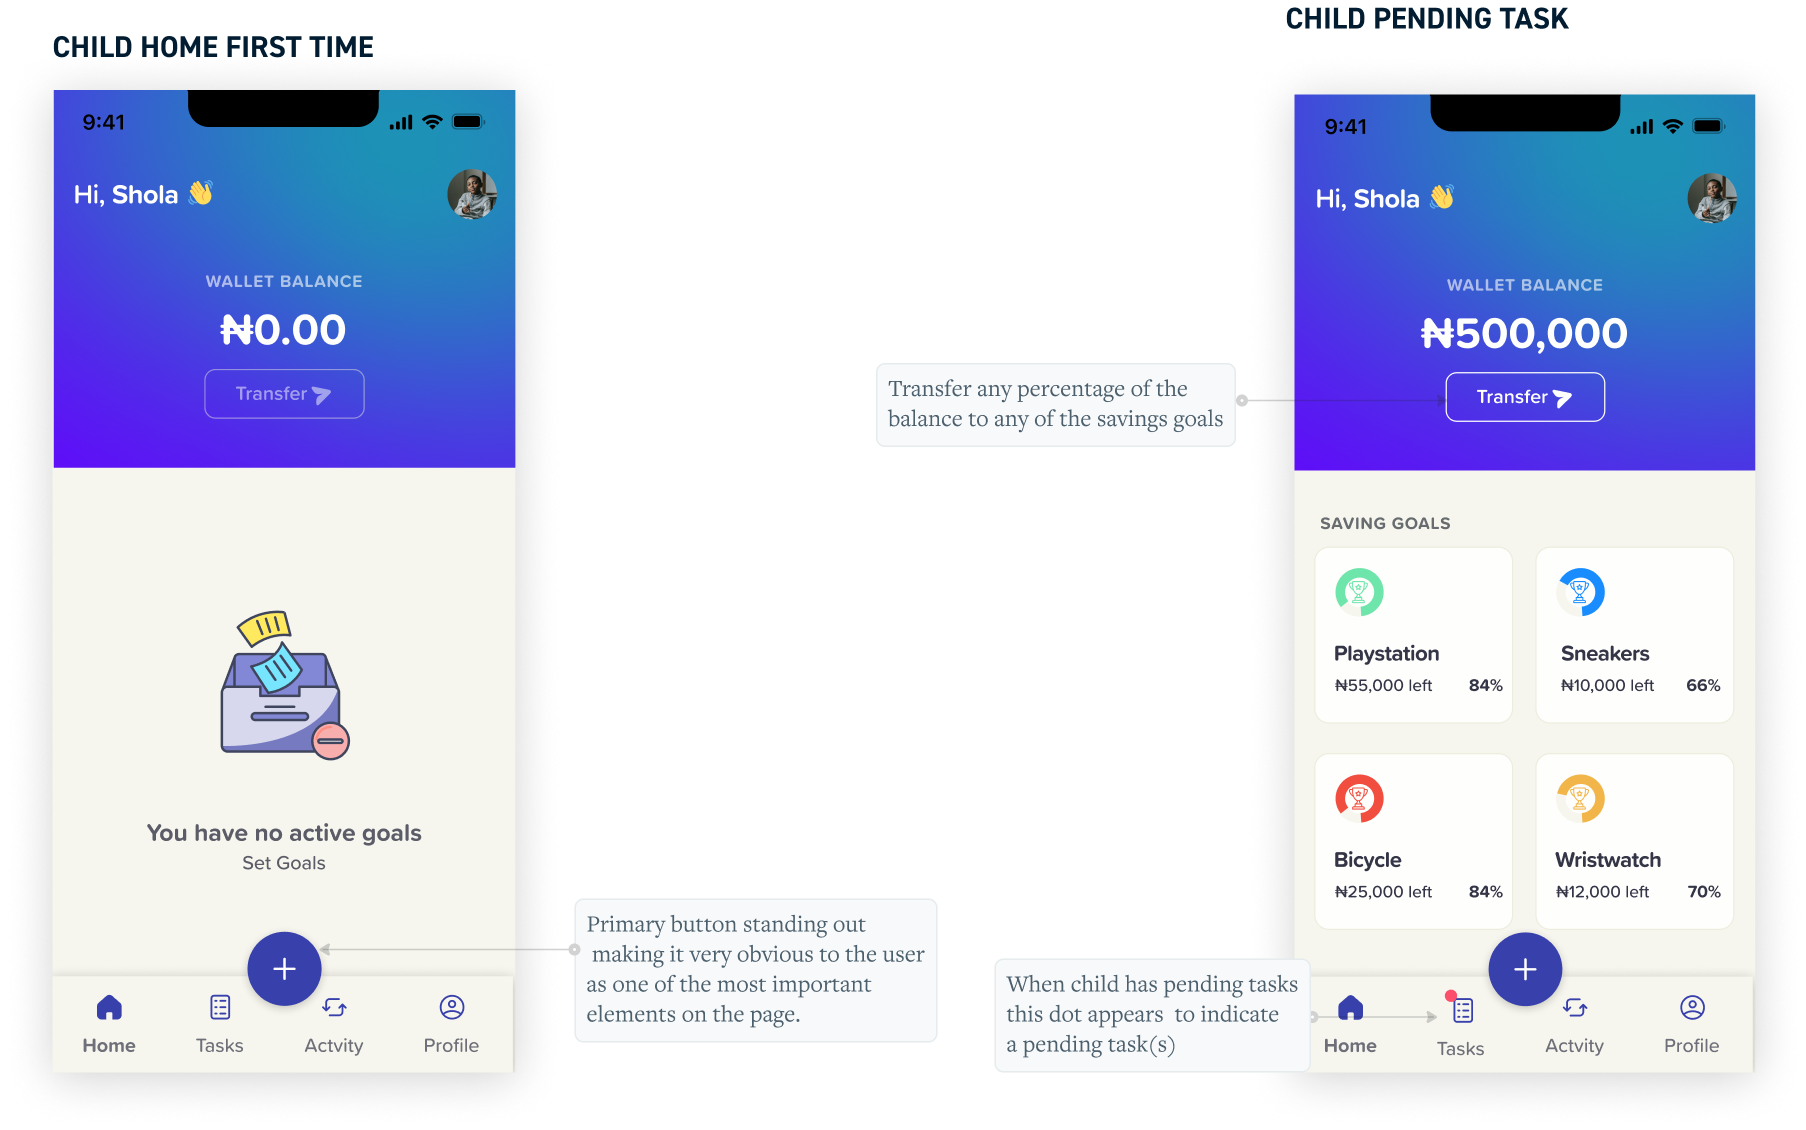 CHILD HOME FIRST TIME
9:41
Hi, Shola 👋
WALLET BALANCE
₦0.00
Transfer
You have no active goals
Set Goals
Home
Tasks
Actvity
Profile
Primary button standing out
making it very obvious to the user
as one of the most important
elements on the page.
CHILD PENDING TASK
9:41
Hi, Shola 👋
WALLET BALANCE
₦500,000
Transfer
Transfer any percentage of the
balance to any of the savings goals
SAVING GOALS
Playstation
₦55,000 left 84%
Sneakers
₦10,000 left 66%
Bicycle
₦25,000 left 84%
Wristwatch
₦12,000 left 70%
When child has pending tasks
this dot appears to indicate
a pending task(s)
Home
Tasks
Actvity
Profile